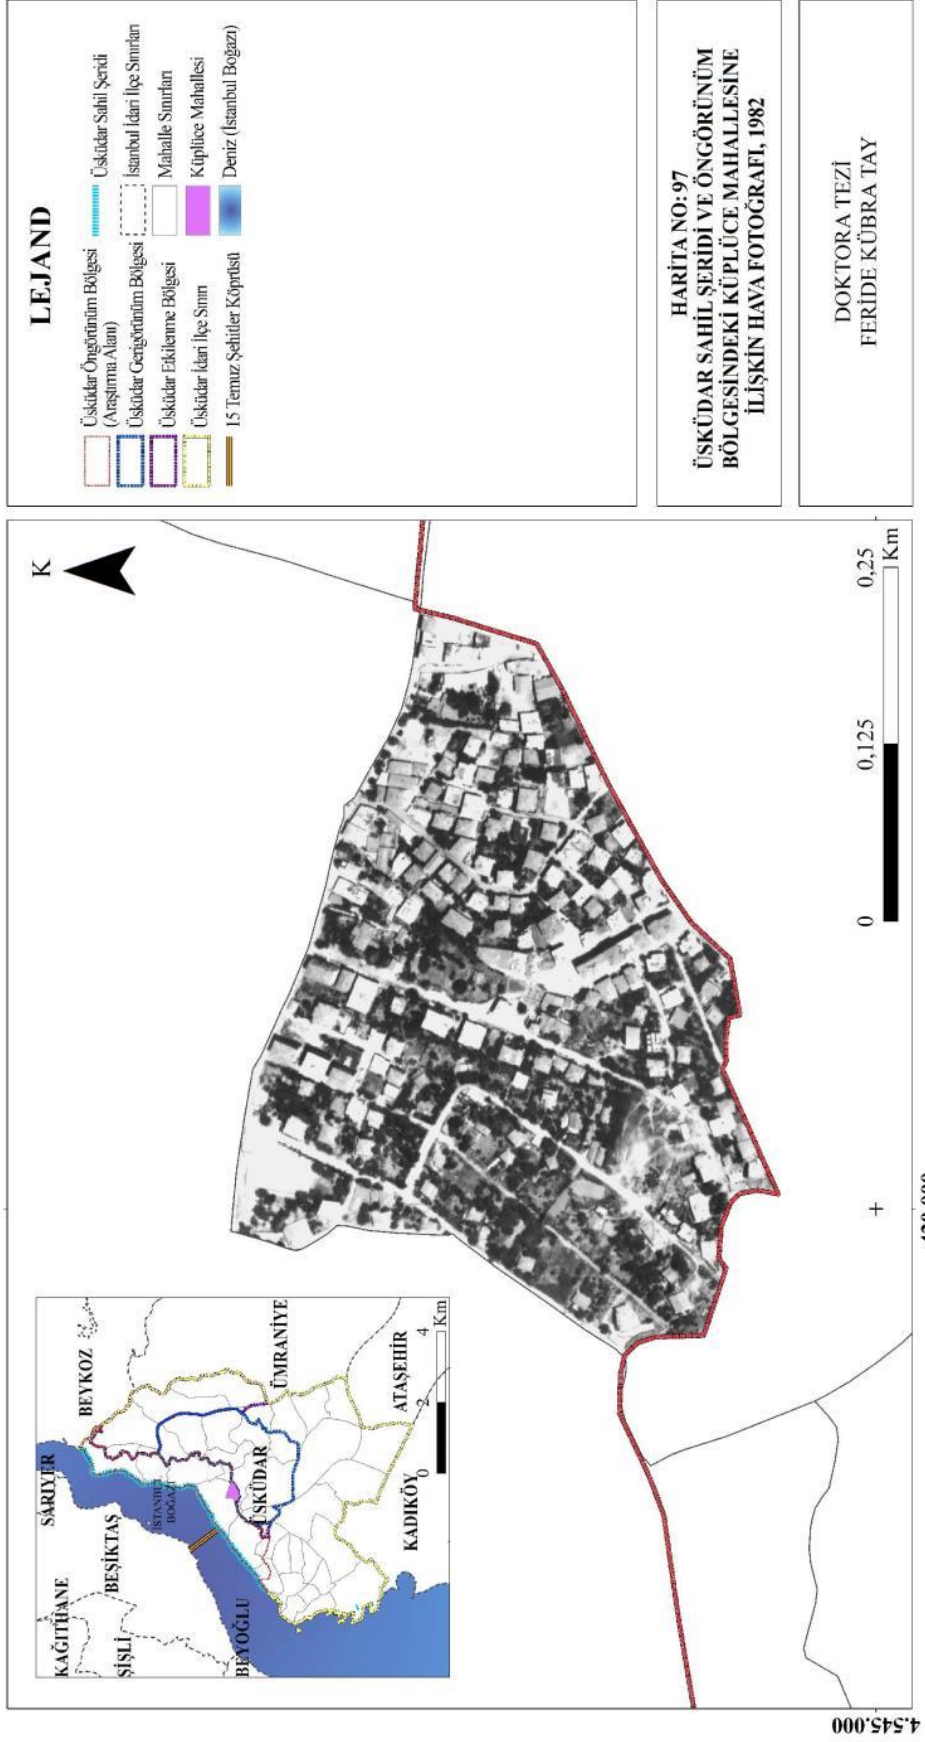 KAĞITHANE
SARIYER
BEYKOZ
ŞİŞLİ
BEŞİKTAŞ
İSTANBUL
BOĞAZI
BEYOĞLU
ÜSKÜDAR
ÜMRANİYE
KADIKÖY
ATAŞEHİR
0 2 4
Km
K
0 0,125 0,25
Km
4.545.000
LEJAND
Üsküdar Öngörünüm Bölgesi
(Araştırma Alanı)
Üsküdar Gerigörünüm Bölgesi
Üsküdar Etkilenme Bölgesi
Üsküdar İdari İlçe Sınırı
15 Temuz Şehitler Köprüsü
Üsküdar Sahil Şeridi
İstanbul İdari İlçe Sınırları
Mahalle Sınırları
Küplüce Mahallesi
Deniz (İstanbul Boğazı)
HARİTA NO: 97
ÜSKÜDAR SAHİL ŞERİDİ VE ÖNGÖRÜNÜM
BÖLGESİNDEKİ KÜPLÜCE MAHALLESİNE
İLİŞKİN HAVA FOTOĞRAFI, 1982
DOKTORA TEZİ
FERİDE KÜBRA TAY